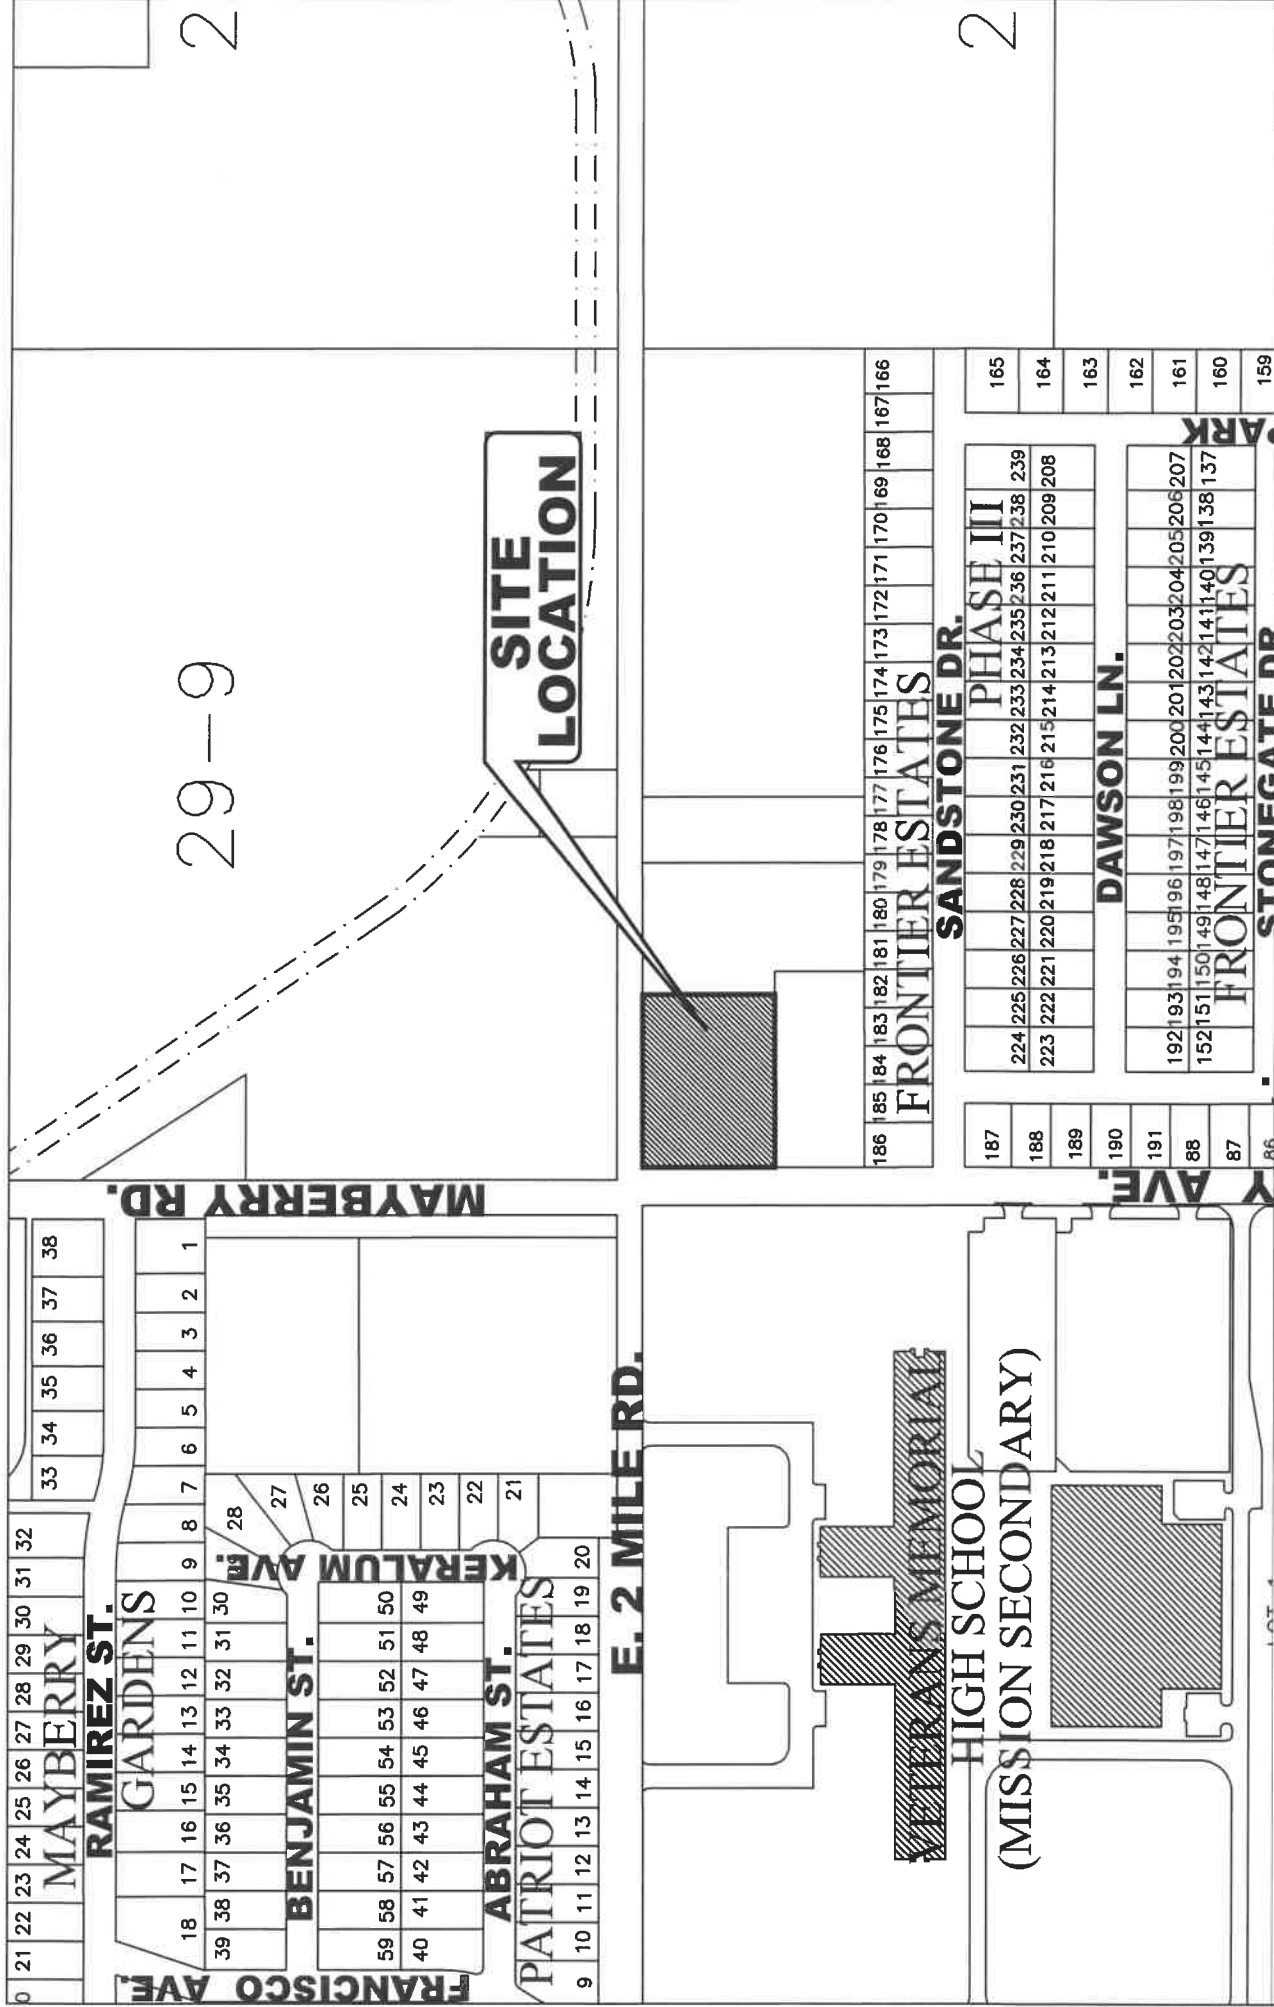 21 22 23 24 25 26 27 28 29 30 31 32
33 34 35 36 37 38
MAYBERRY
RAMIREZ ST.
GARDENS
18 17 16 15 14 13 12 11 10 9 8 7 6 5 4 3 2 1
39 38 37 36 35 34 33 32 31 30
28 27 26 25 24 23 22 21
BENJAMIN ST.
KERALUM AVE.
59 58 57 56 55 54 53 52 51 50
40 41 42 43 44 45 46 47 48 49
ABRAHAM ST.
PATRIOT ESTATES
9 10 11 12 13 14 15 16 17 18 19 20
FRANCISCO AVE.
MAYBERRY RD.
29-9
2
SITE
LOCATION
E. 2 MILE RD.
2
VETERANS MEMORIAL
HIGH SCHOOL
(MISSION SECONDARY)
186 185 184 183 182 181 180 179 178 177 176 175 174 173 172 171 170 169 168 167 166
FRONTIER ESTATES
SANDSTONE DR.
PHASE III
187 188 189 190 191 88 87 86
224 225 226 227 228 229 230 231 232 233 234 235 236 237 238 239
223 222 221 220 219 218 217 216 215 214 213 212 211 210 209 208
165 164 163 162 161 160 159
DAWSON LN.
192 193 194 195 196 197 198 199 200 201 202 203 204 205 206 207
152 151 150 149 148 147 146 145 144 143 142 141 140 139 138 137
FRONTIER ESTATES
STONEGATE DR
PARK
Y AVE.